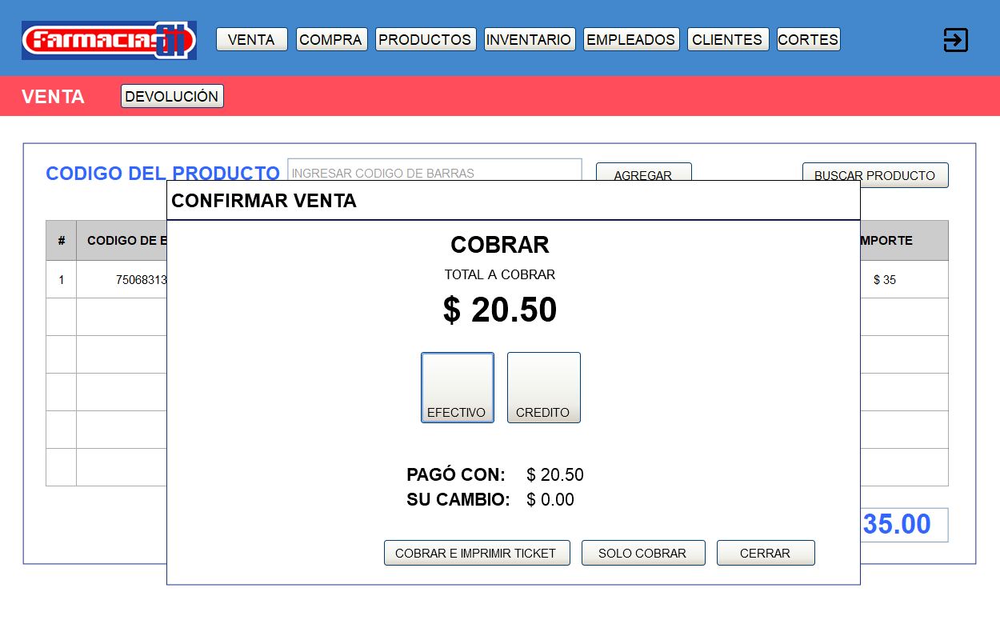 Farmacias GI
VENTA COMPRA PRODUCTOS INVENTARIO EMPLEADOS CLIENTES CORTES
VENTA DEVOLUCIÓN
CODIGO DEL PRODUCTO INGRESAR CODIGO DE BARRAS AGREGAR BUSCAR PRODUCTO
CONFIRMAR VENTA
# CODIGO DE MPORTE
1 75068313 $ 35
COBRAR
TOTAL A COBRAR
$ 20.50
EFECTIVO CREDITO
PAGÓ CON: $ 20.50
SU CAMBIO: $ 0.00
35.00
COBRAR E IMPRIMIR TICKET SOLO COBRAR CERRAR